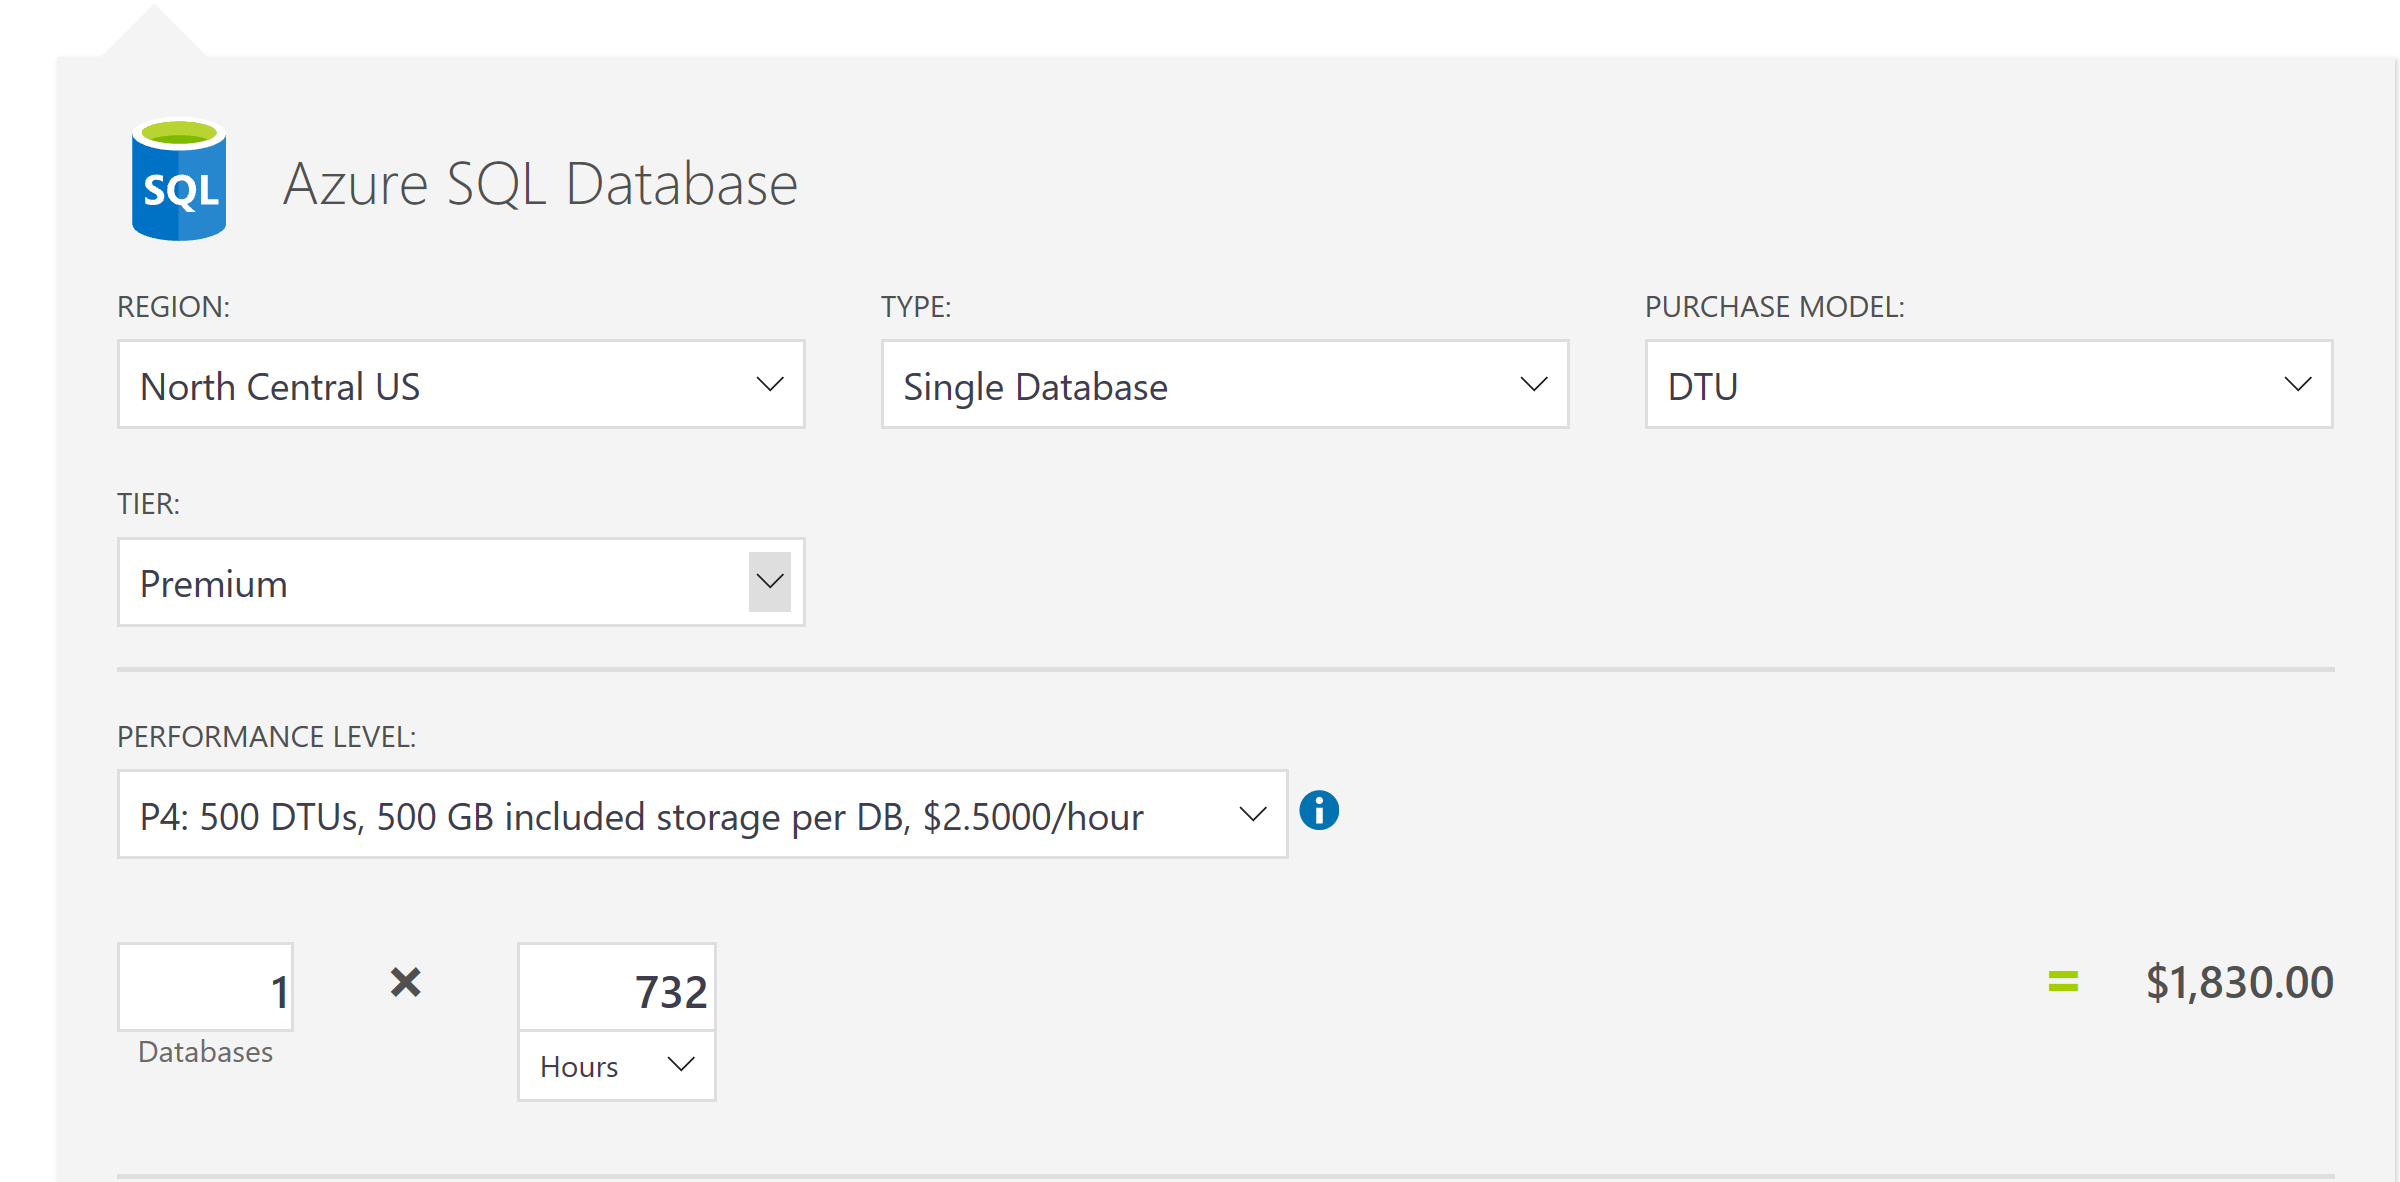 SQL
Azure SQL Database
REGION: TYPE: PURCHASE MODEL:
North Central US Single Database DTU
TIER:
Premium
PERFORMANCE LEVEL:
P4: 500 DTUs, 500 GB included storage per DB, $2.5000/hour
1 × 732 = $1,830.00
Databases
Hours